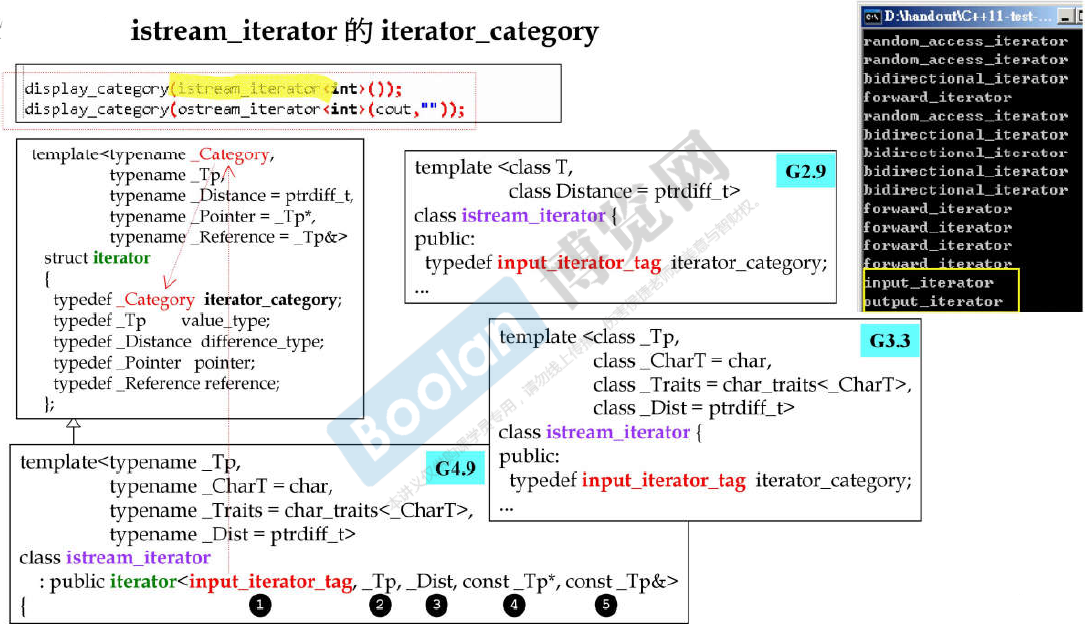 istream_iterator 的 iterator_category
display_category(istream_iterator<int>());
display_category(ostream_iterator<int>(cout,""));
template<typename _Category,
typename _Tp,
typename _Distance = ptrdiff_t,
typename _Pointer = _Tp*,
typename _Reference = _Tp&>
struct iterator
{
typedef _Category iterator_category;
typedef _Tp value_type;
typedef _Distance difference_type;
typedef _Pointer pointer;
typedef _Reference reference;
};
G4.9
template<typename _Tp,
typename _CharT = char,
typename _Traits = char_traits<_CharT>,
typename _Dist = ptrdiff_t>
class istream_iterator
: public iterator<input_iterator_tag, _Tp, _Dist, const _Tp*, const _Tp&>
{ 1 2 3 4 5
G2.9
template <class T,
class Distance = ptrdiff_t>
class istream_iterator {
public:
typedef input_iterator_tag iterator_category;
...
G3.3
template <class _Tp,
class _CharT = char,
class _Traits = char_traits<_CharT>,
class _Dist = ptrdiff_t>
class istream_iterator {
public:
typedef input_iterator_tag iterator_category;
...
D:\handout\C++11-test-...
random_access_iterator
random_access_iterator
bidirectional_iterator
forward_iterator
random_access_iterator
bidirectional_iterator
bidirectional_iterator
bidirectional_iterator
bidirectional_iterator
forward_iterator
forward_iterator
forward_iterator
forward_iterator
input_iterator
output_iterator
Boolan 博览网